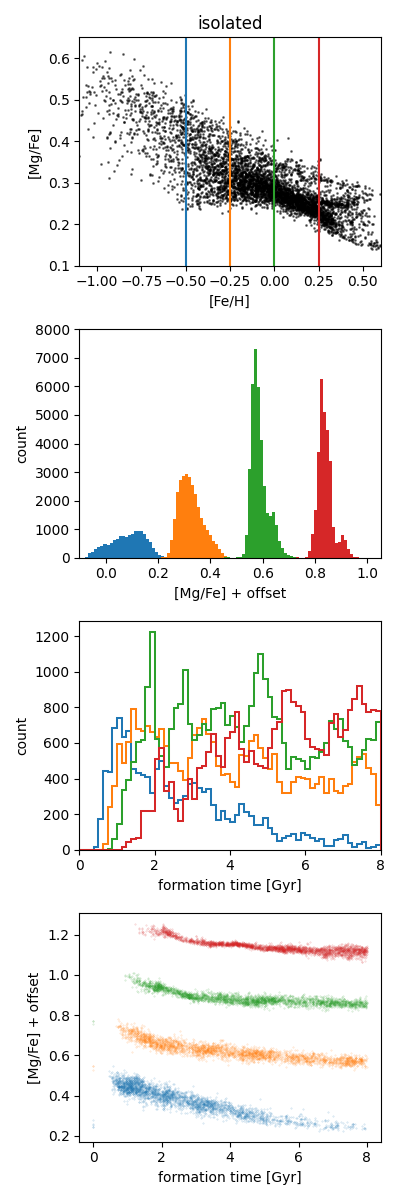 isolated
0.6
0.5
0.4
0.3
0.2
0.1
[Mg/Fe]
−1.00 −0.75 −0.50 −0.25 0.00 0.25 0.50
[Fe/H]
8000
7000
6000
5000
4000
3000
2000
1000
0
count
0.0 0.2 0.4 0.6 0.8 1.0
[Mg/Fe] + offset
1200
1000
800
600
400
200
0
count
0 2 4 6 8
formation time [Gyr]
1.2
1.0
0.8
0.6
0.4
0.2
[Mg/Fe] + offset
0 2 4 6 8
formation time [Gyr]